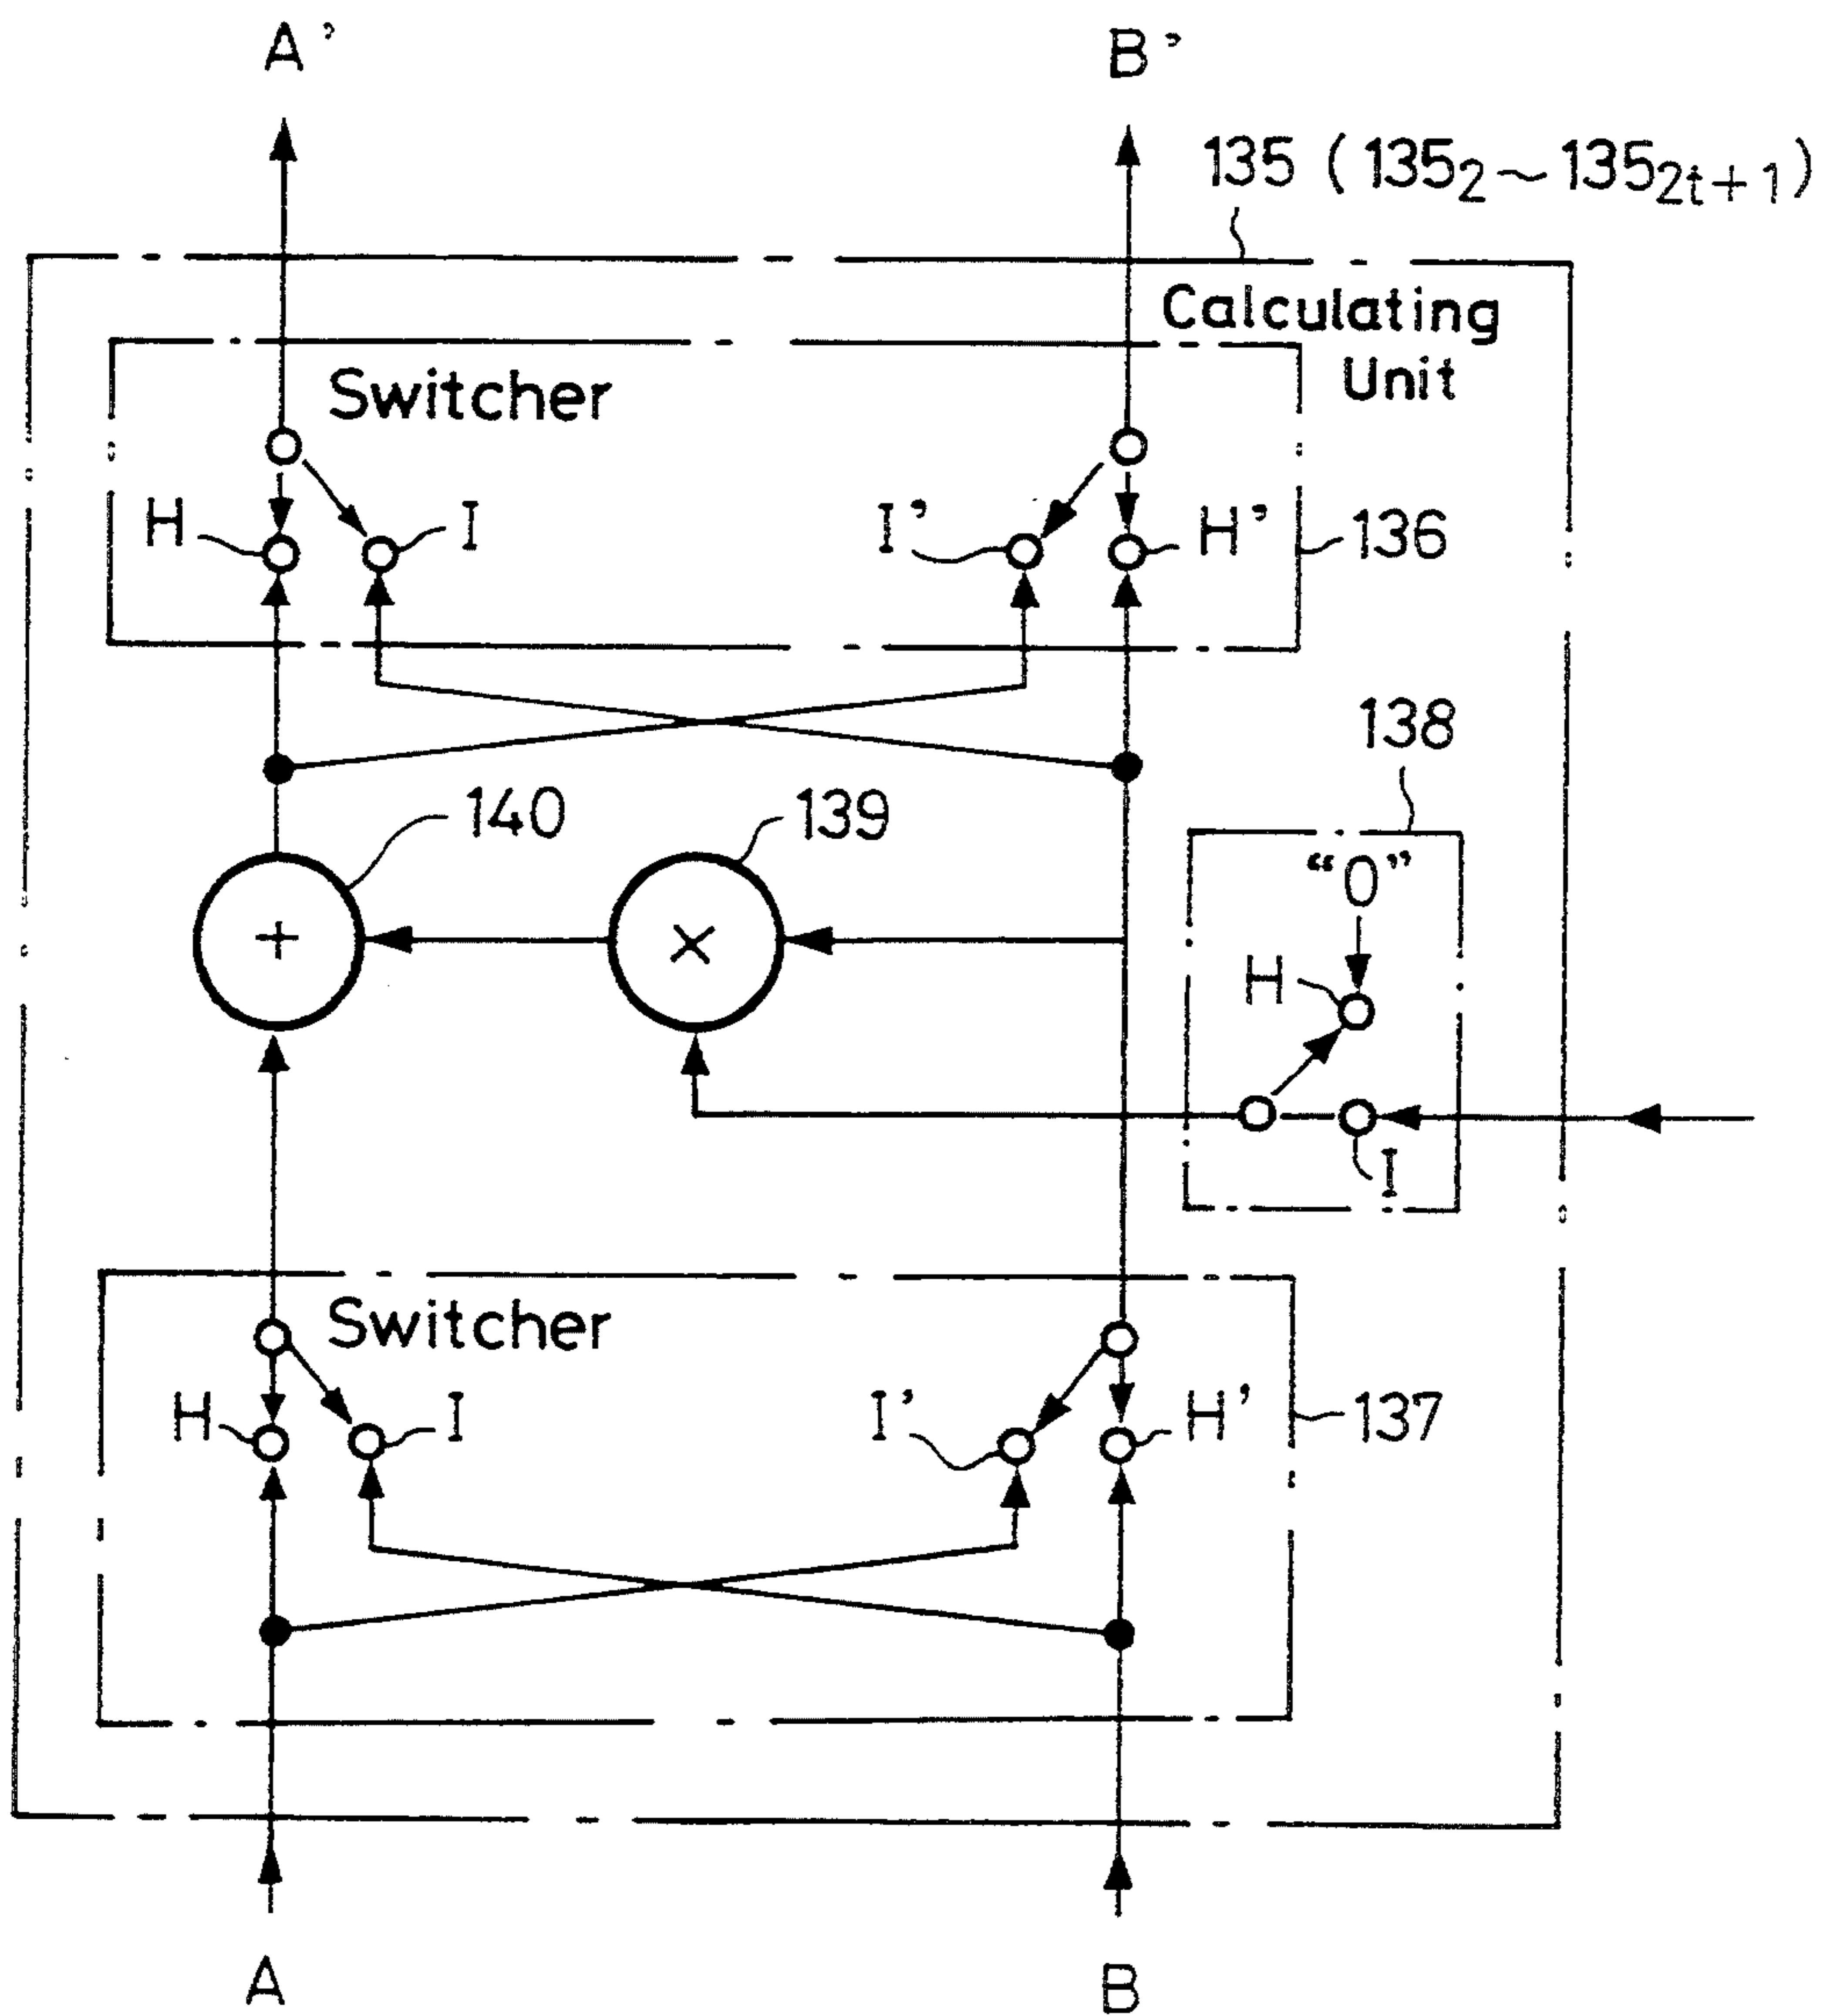 A’ B’
135 (135₂~135₂ₜ₊₁)
Calculating
Unit
Switcher
H I I’ H’ 136
138
140 139
“0”
+ × H
I
Switcher
H I I’ H’ 137
A B